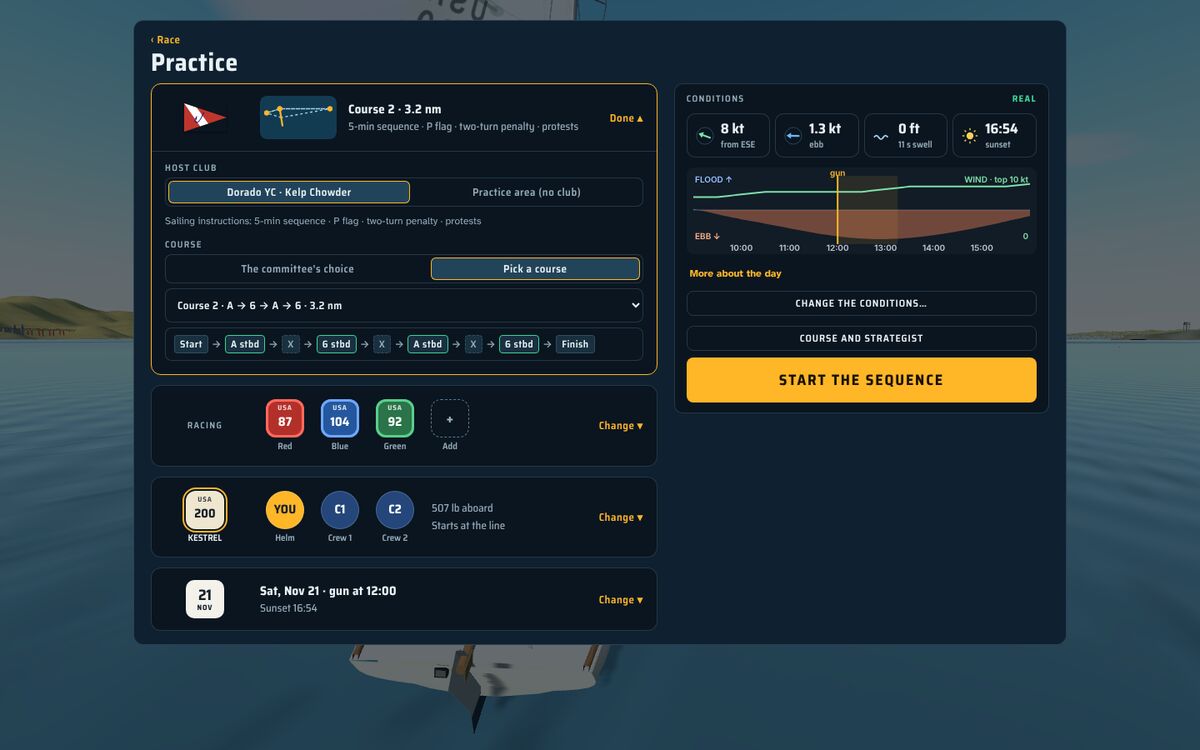 ‹ Race
Practice
Course 2 · 3.2 nm
5-min sequence · P flag · two-turn penalty · protests
Done ▴
HOST CLUB
Dorado YC · Kelp Chowder
Practice area (no club)
Sailing instructions: 5-min sequence · P flag · two-turn penalty · protests
COURSE
The committee's choice
Pick a course
Course 2 · A → 6 → A → 6 · 3.2 nm
Start → A stbd → X → 6 stbd → X → A stbd → X → 6 stbd → Finish
RACING
USA
87
Red
USA
104
Blue
USA
92
Green
+
Add
Change ▾
USA
200
KESTREL
YOU
Helm
C1
Crew 1
C2
Crew 2
507 lb aboard
Starts at the line
Change ▾
21
NOV
Sat, Nov 21 · gun at 12:00
Sunset 16:54
Change ▾
CONDITIONS
REAL
8 kt
from ESE
1.3 kt
ebb
0 ft
11 s swell
16:54
sunset
gun
FLOOD ↑
WIND · top 10 kt
EBB ↓
0
10:00 11:00 12:00 13:00 14:00 15:00
More about the day
CHANGE THE CONDITIONS…
COURSE AND STRATEGIST
START THE SEQUENCE